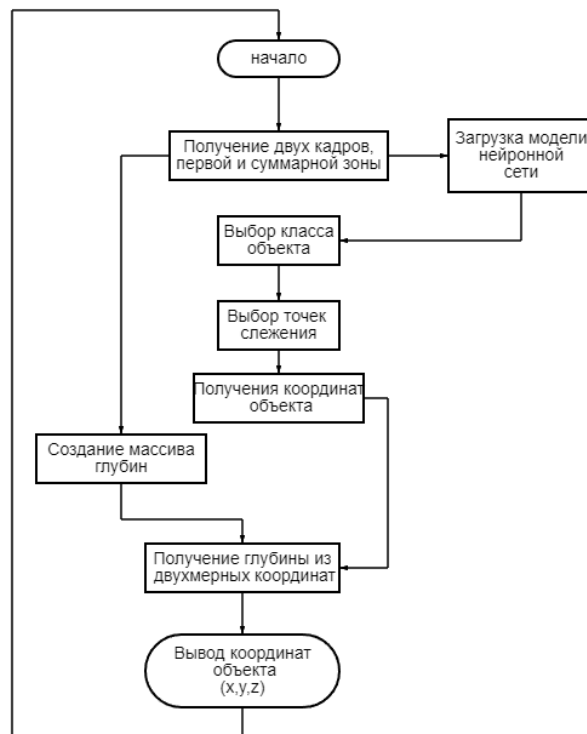 начало
Получение двух кадров,
первой и суммарной зоны
Загрузка модели
нейронной
сети
Выбор класса
объекта
Выбор точек
слежения
Получения координат
объекта
Создание массива
глубин
Получение глубины из
двухмерных координат
Вывод координат
объекта
(x,y,z)